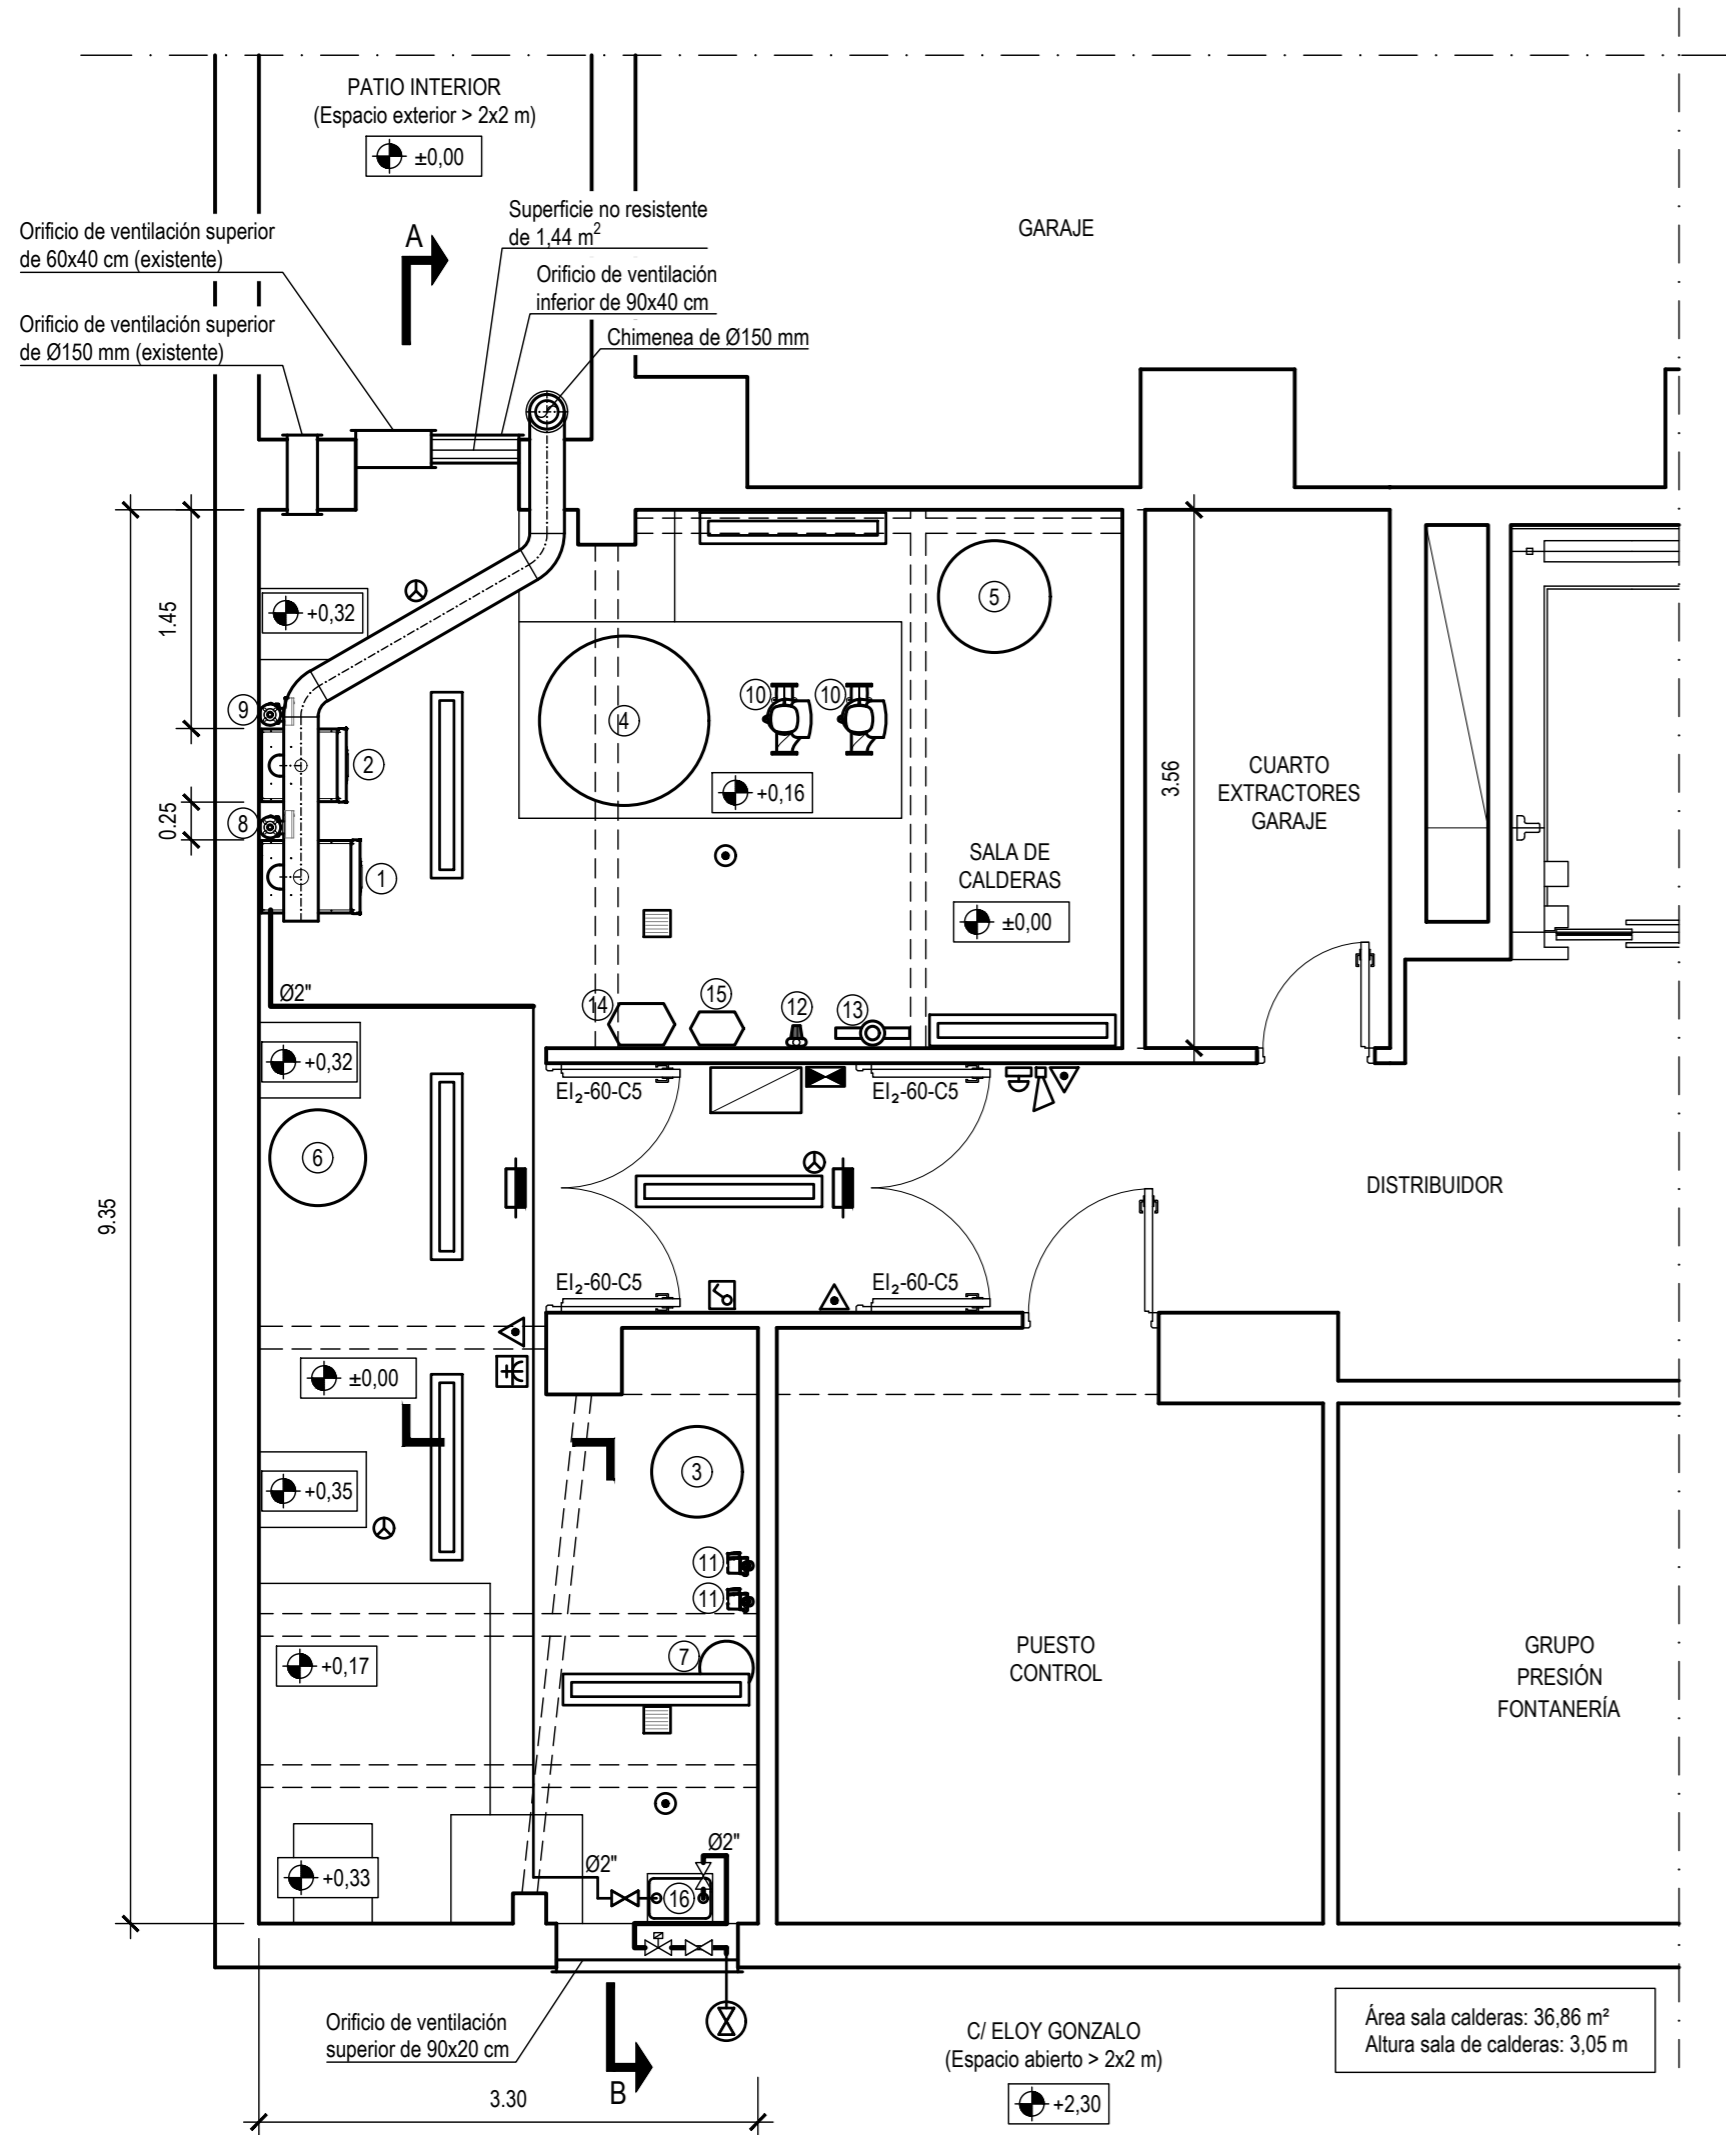 PATIO INTERIOR
(Espacio exterior > 2x2 m)
±0,00
Orificio de ventilación superior
de 60x40 cm (existente)
Orificio de ventilación superior
de Ø150 mm (existente)
A
Superficie no resistente
de 1,44 m²
Orificio de ventilación
inferior de 90x40 cm
Chimenea de Ø150 mm
GARAJE
1.45
0.25
9.35
3.56
+0,32
9
2
8
1
4
5
10
10
+0,16
SALA DE
CALDERAS
±0,00
CUARTO
EXTRACTORES
GARAJE
Ø2"
14
15
12
13
+0,32
EI₂-60-C5
EI₂-60-C5
6
DISTRIBUIDOR
EI₂-60-C5
EI₂-60-C5
±0,00
3
+0,35
11
11
7
+0,17
PUESTO
CONTROL
GRUPO
PRESIÓN
FONTANERÍA
Ø2"
Ø2"
16
+0,33
Orificio de ventilación
superior de 90x20 cm
B
3.30
C/ ELOY GONZALO
(Espacio abierto > 2x2 m)
+2,30
Área sala calderas: 36,86 m²
Altura sala de calderas: 3,05 m